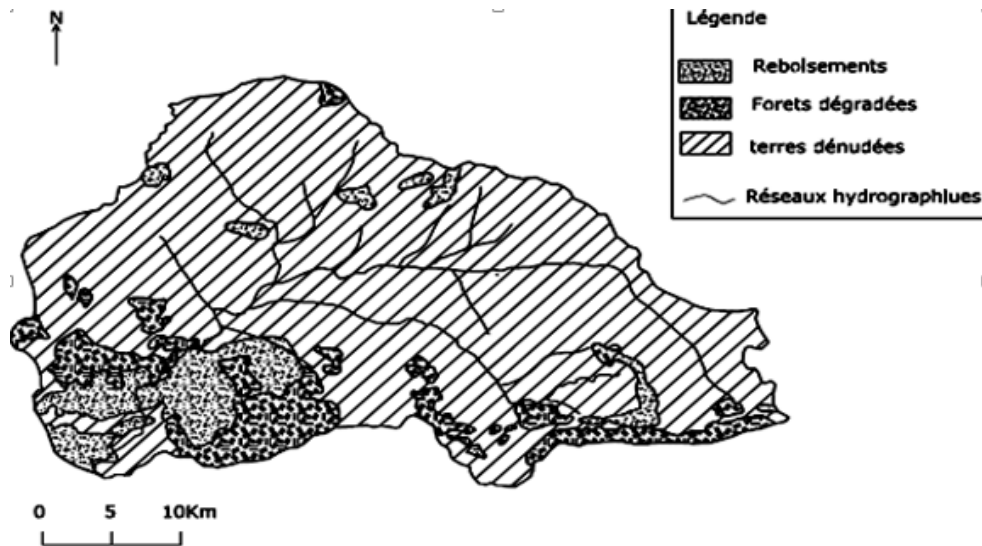 N
Légende
Reboisements
Forets dégradées
terres dénudées
Réseaux hydrographiues
0 5 10Km